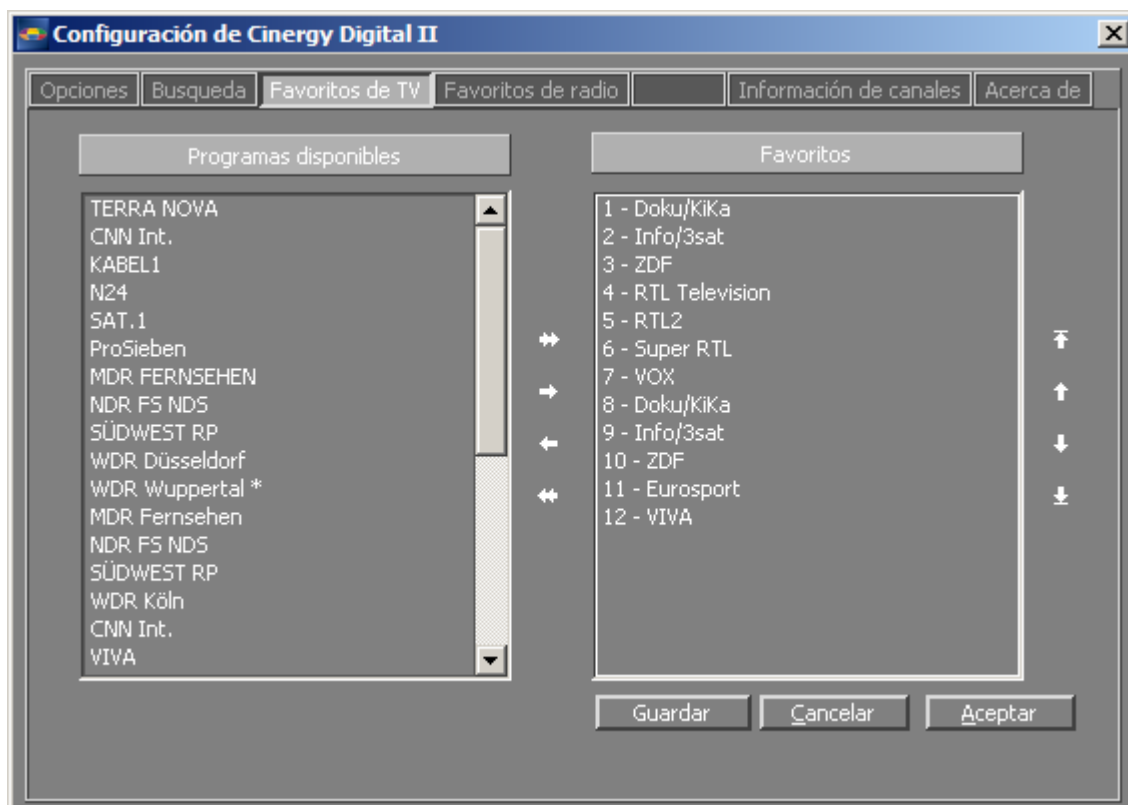 Configuración de Cinergy Digital II
Opciones Busqueda Favoritos de TV Favoritos de radio Información de canales Acerca de
Programas disponibles
TERRA NOVA
CNN Int.
KABEL1
N24
SAT.1
ProSieben
MDR FERNSEHEN
NDR FS NDS
SÜDWEST RP
WDR Düsseldorf
WDR Wuppertal *
MDR Fernsehen
NDR FS NDS
SÜDWEST RP
WDR Köln
CNN Int.
VIVA
Favoritos
1 - Doku/KiKa
2 - Info/3sat
3 - ZDF
4 - RTL Television
5 - RTL2
6 - Super RTL
7 - VOX
8 - Doku/KiKa
9 - Info/3sat
10 - ZDF
11 - Eurosport
12 - VIVA
Guardar Cancelar Aceptar